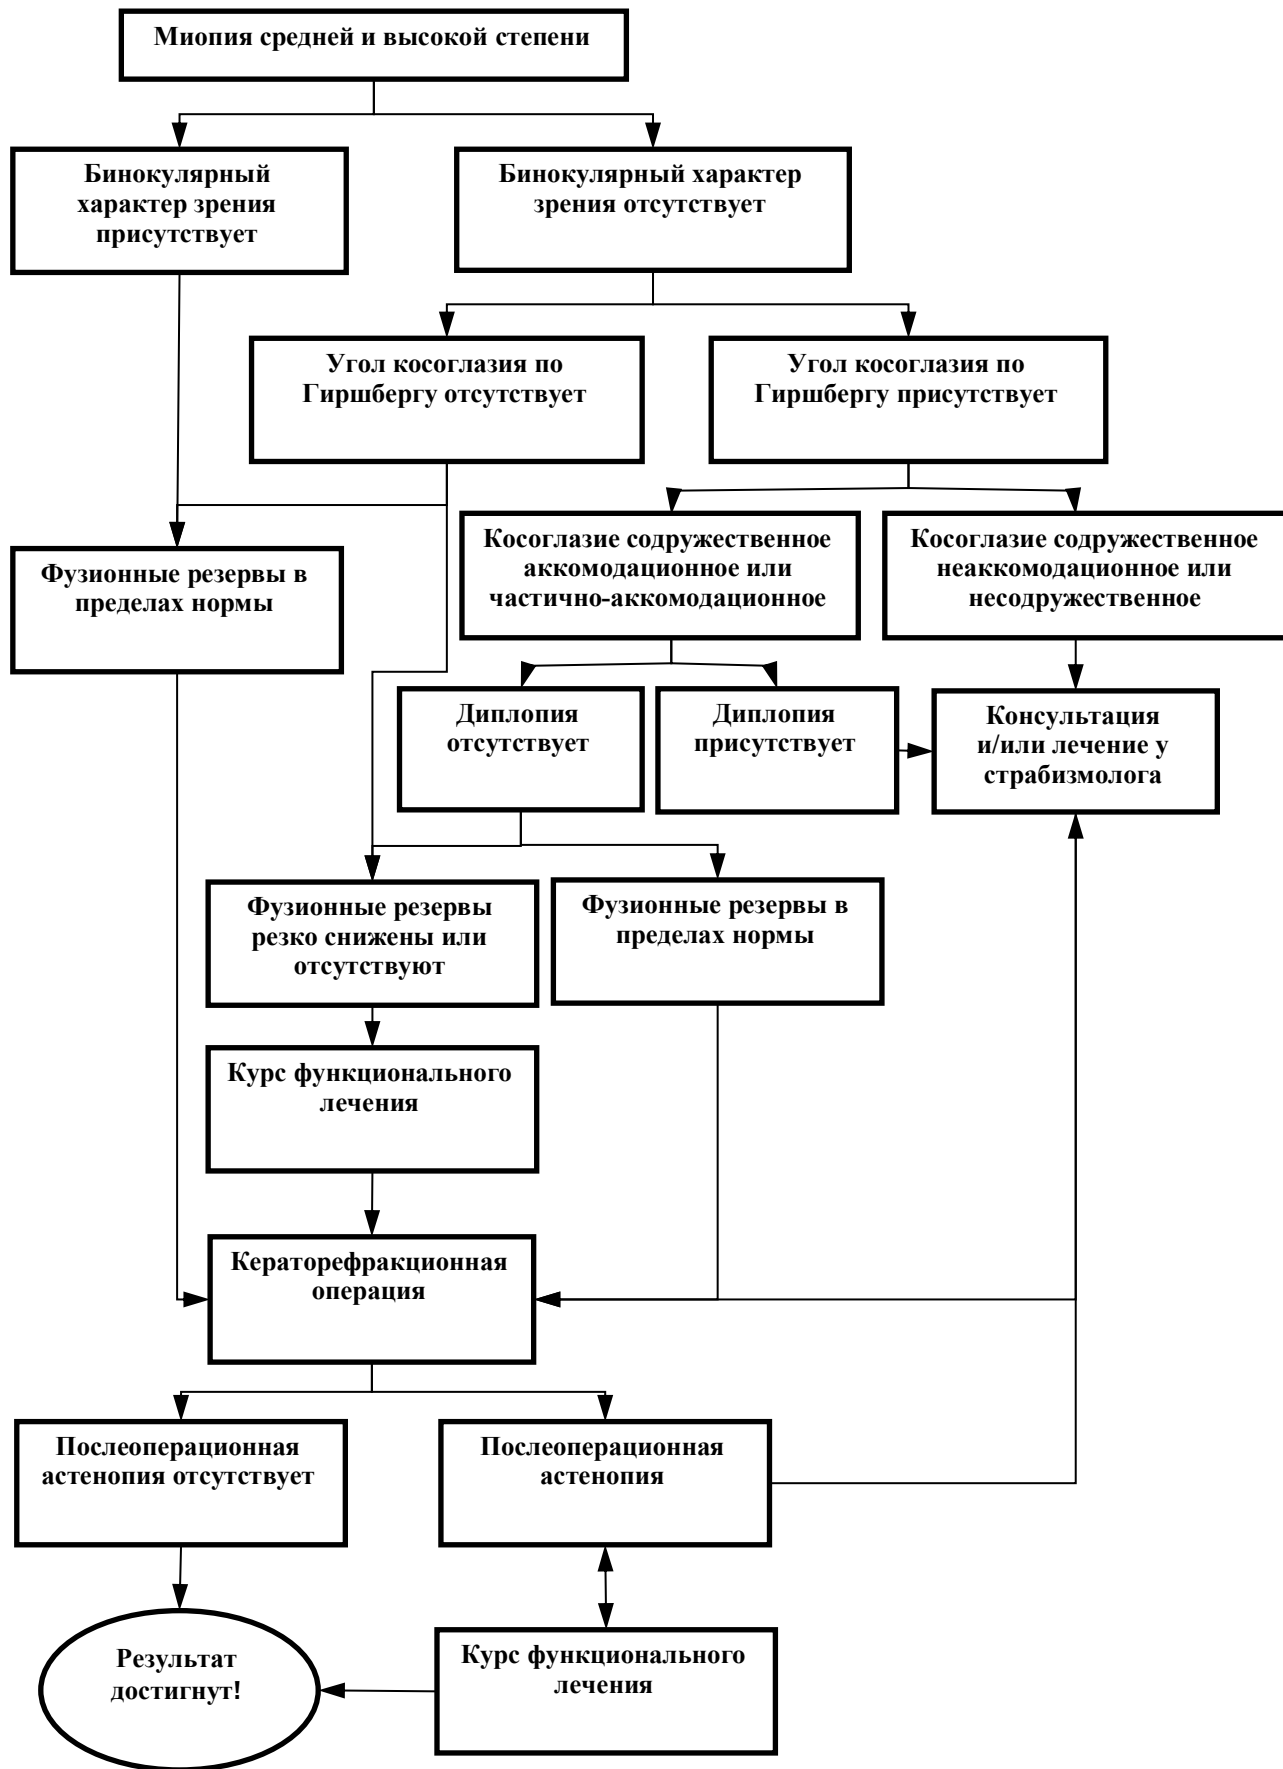 Миопия средней и высокой степени
Бинокулярный
характер зрения
присутствует
Бинокулярный характер
зрения отсутствует
Угол косоглазия по
Гиршбергу отсутствует
Угол косоглазия по
Гиршбергу присутствует
Фузионные резервы в
пределах нормы
Косоглазие содружественное
аккомодационное или
частично-аккомодационное
Косоглазие содружественное
неаккомодационное или
несодружественное
Диплопия
отсутствует
Диплопия
присутствует
Консультация
и/или лечение у
страбизмолога
Фузионные резервы
резко снижены или
отсутствуют
Фузионные резервы в
пределах нормы
Курс функционального
лечения
Кераторефракционная
операция
Послеоперационная
астенопия отсутствует
Послеоперационная
астенопия
Результат
достигнут!
Курс функционального
лечения